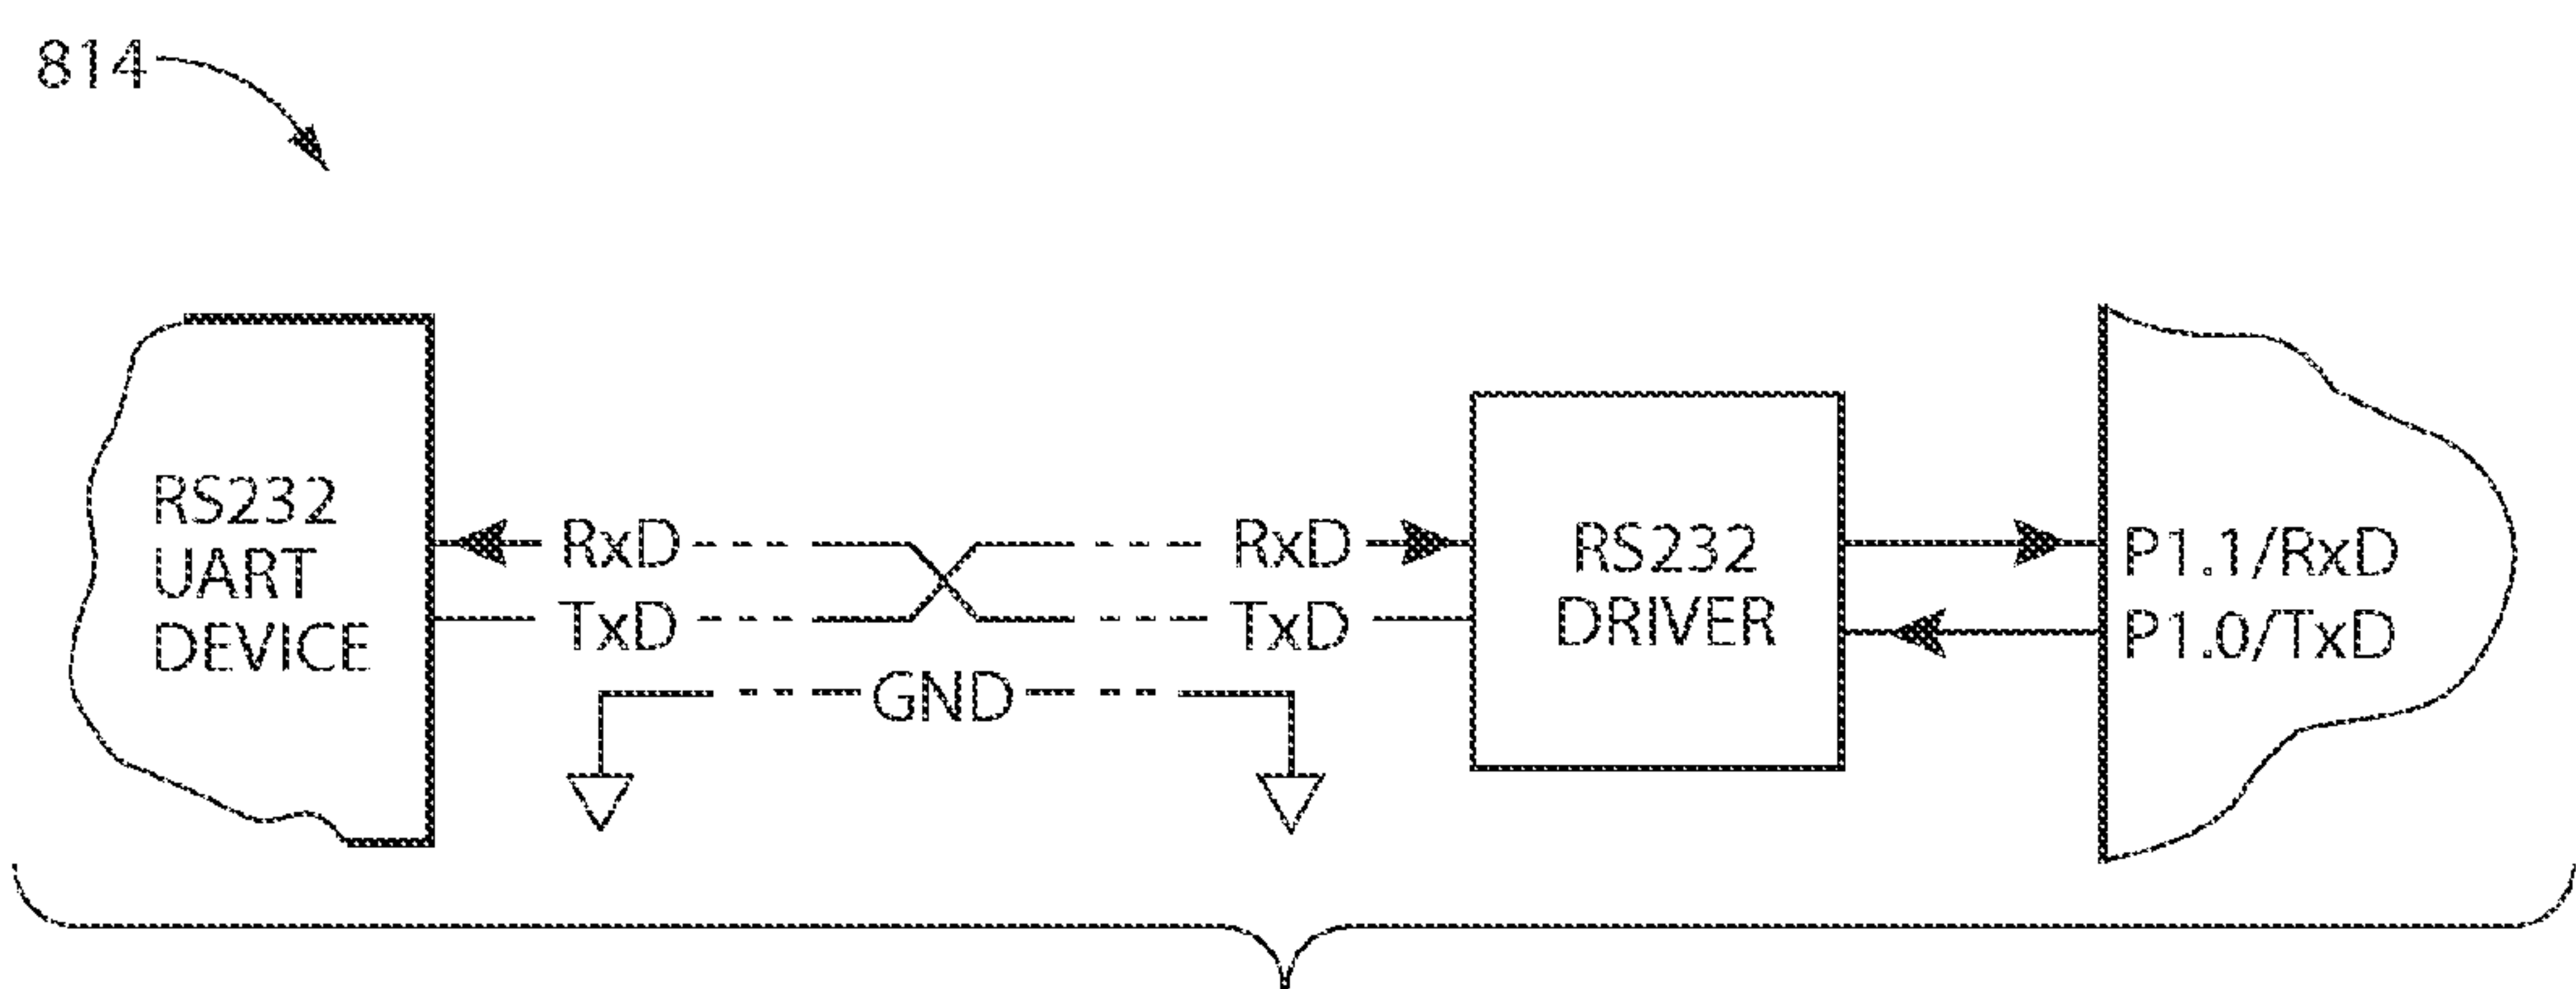 814
RS232
UART
DEVICE
RxD
TxD
GND
RxD
TxD
RS232
DRIVER
P1.1/RxD
P1.0/TxD